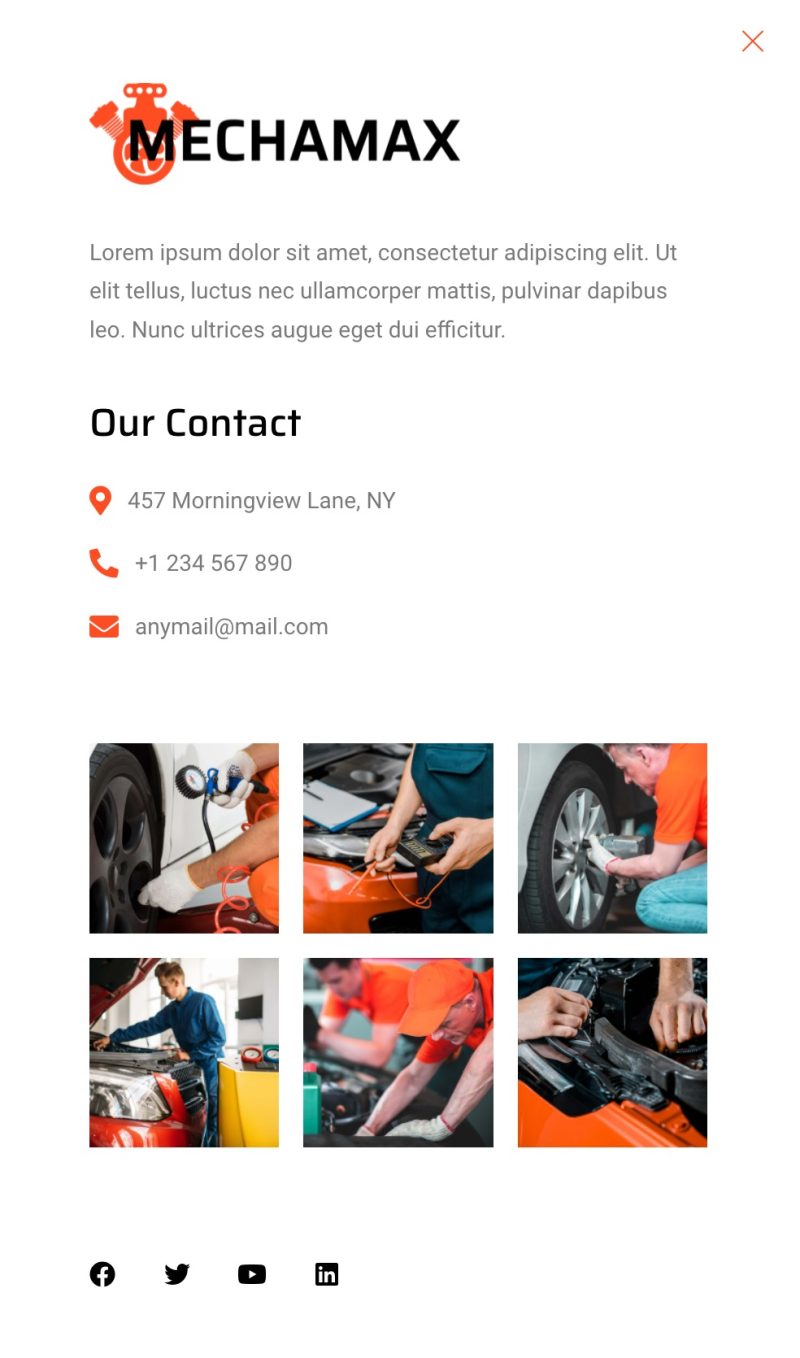 MECHAMAX
Lorem ipsum dolor sit amet, consectetur adipiscing elit. Ut
elit tellus, luctus nec ullamcorper mattis, pulvinar dapibus
leo. Nunc ultrices augue eget dui efficitur.
Our Contact
457 Morningview Lane, NY
+1 234 567 890
anymail@mail.com